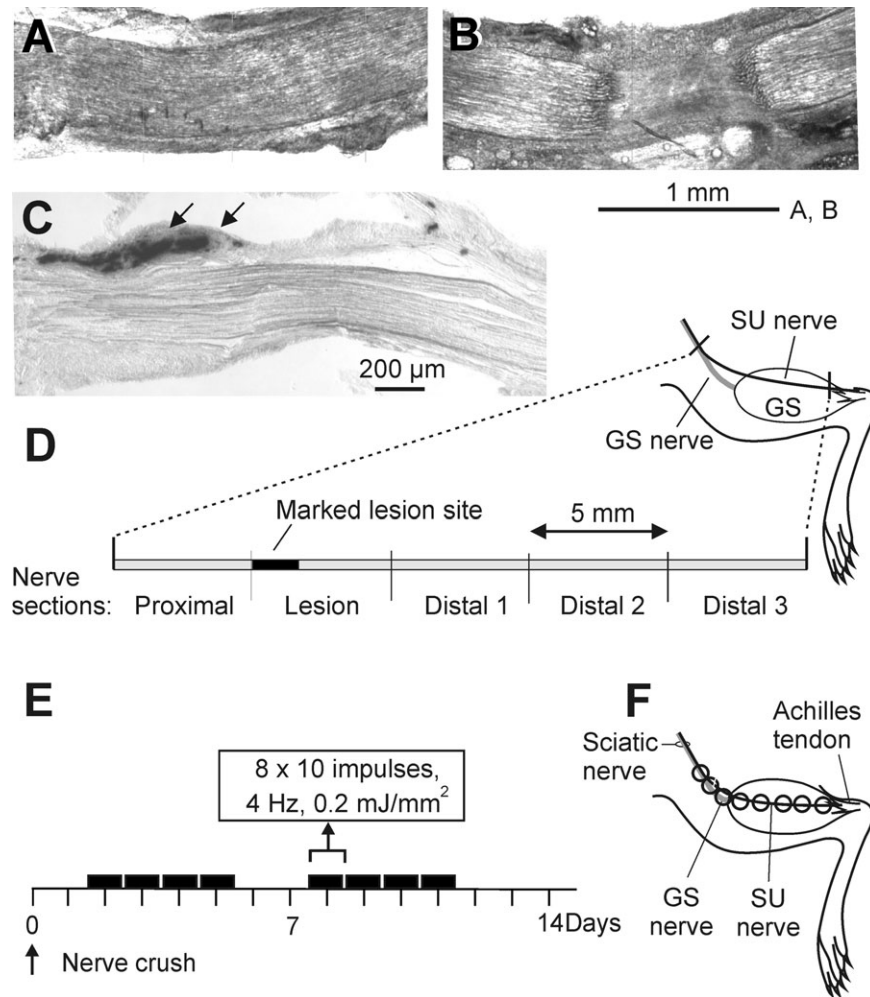 A
B
1 mm
A, B
C
200 µm
SU nerve
GS
GS nerve
D
Marked lesion site
5 mm
Nerve
sections:
Proximal
Lesion
Distal 1
Distal 2
Distal 3
E
8 x 10 impulses,
4 Hz, 0.2 mJ/mm²
0
7
14Days
Nerve crush
F
Sciatic
nerve
Achilles
tendon
GS
nerve
SU
nerve